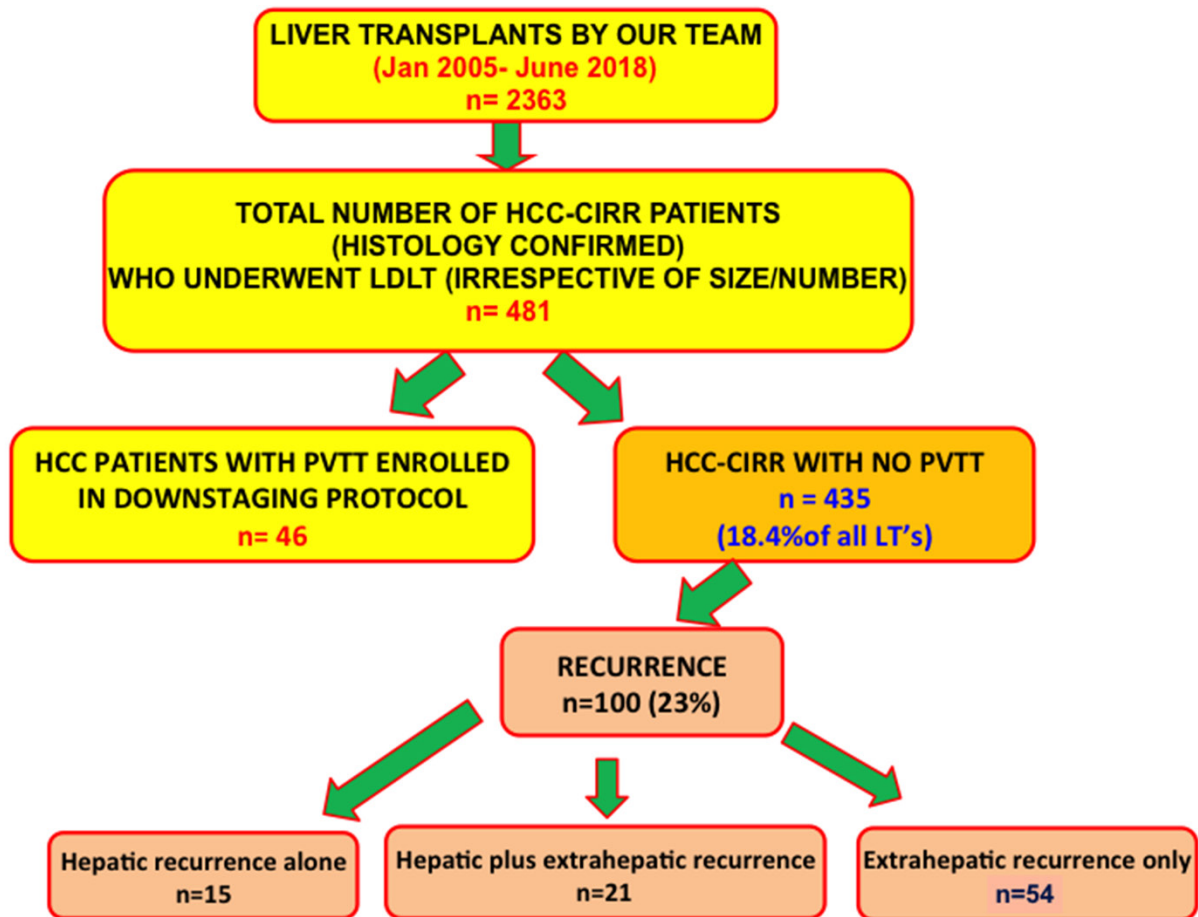 LIVER TRANSPLANTS BY OUR TEAM
(Jan 2005- June 2018)
n= 2363
TOTAL NUMBER OF HCC-CIRR PATIENTS
(HISTOLOGY CONFIRMED)
WHO UNDERWENT LDLT (IRRESPECTIVE OF SIZE/NUMBER)
n= 481
HCC PATIENTS WITH PVTT ENROLLED
IN DOWNSTAGING PROTOCOL
n= 46
HCC-CIRR WITH NO PVTT
n = 435
(18.4%of all LT's)
RECURRENCE
n=100 (23%)
Hepatic recurrence alone
n=15
Hepatic plus extrahepatic recurrence
n=21
Extrahepatic recurrence only
n=54